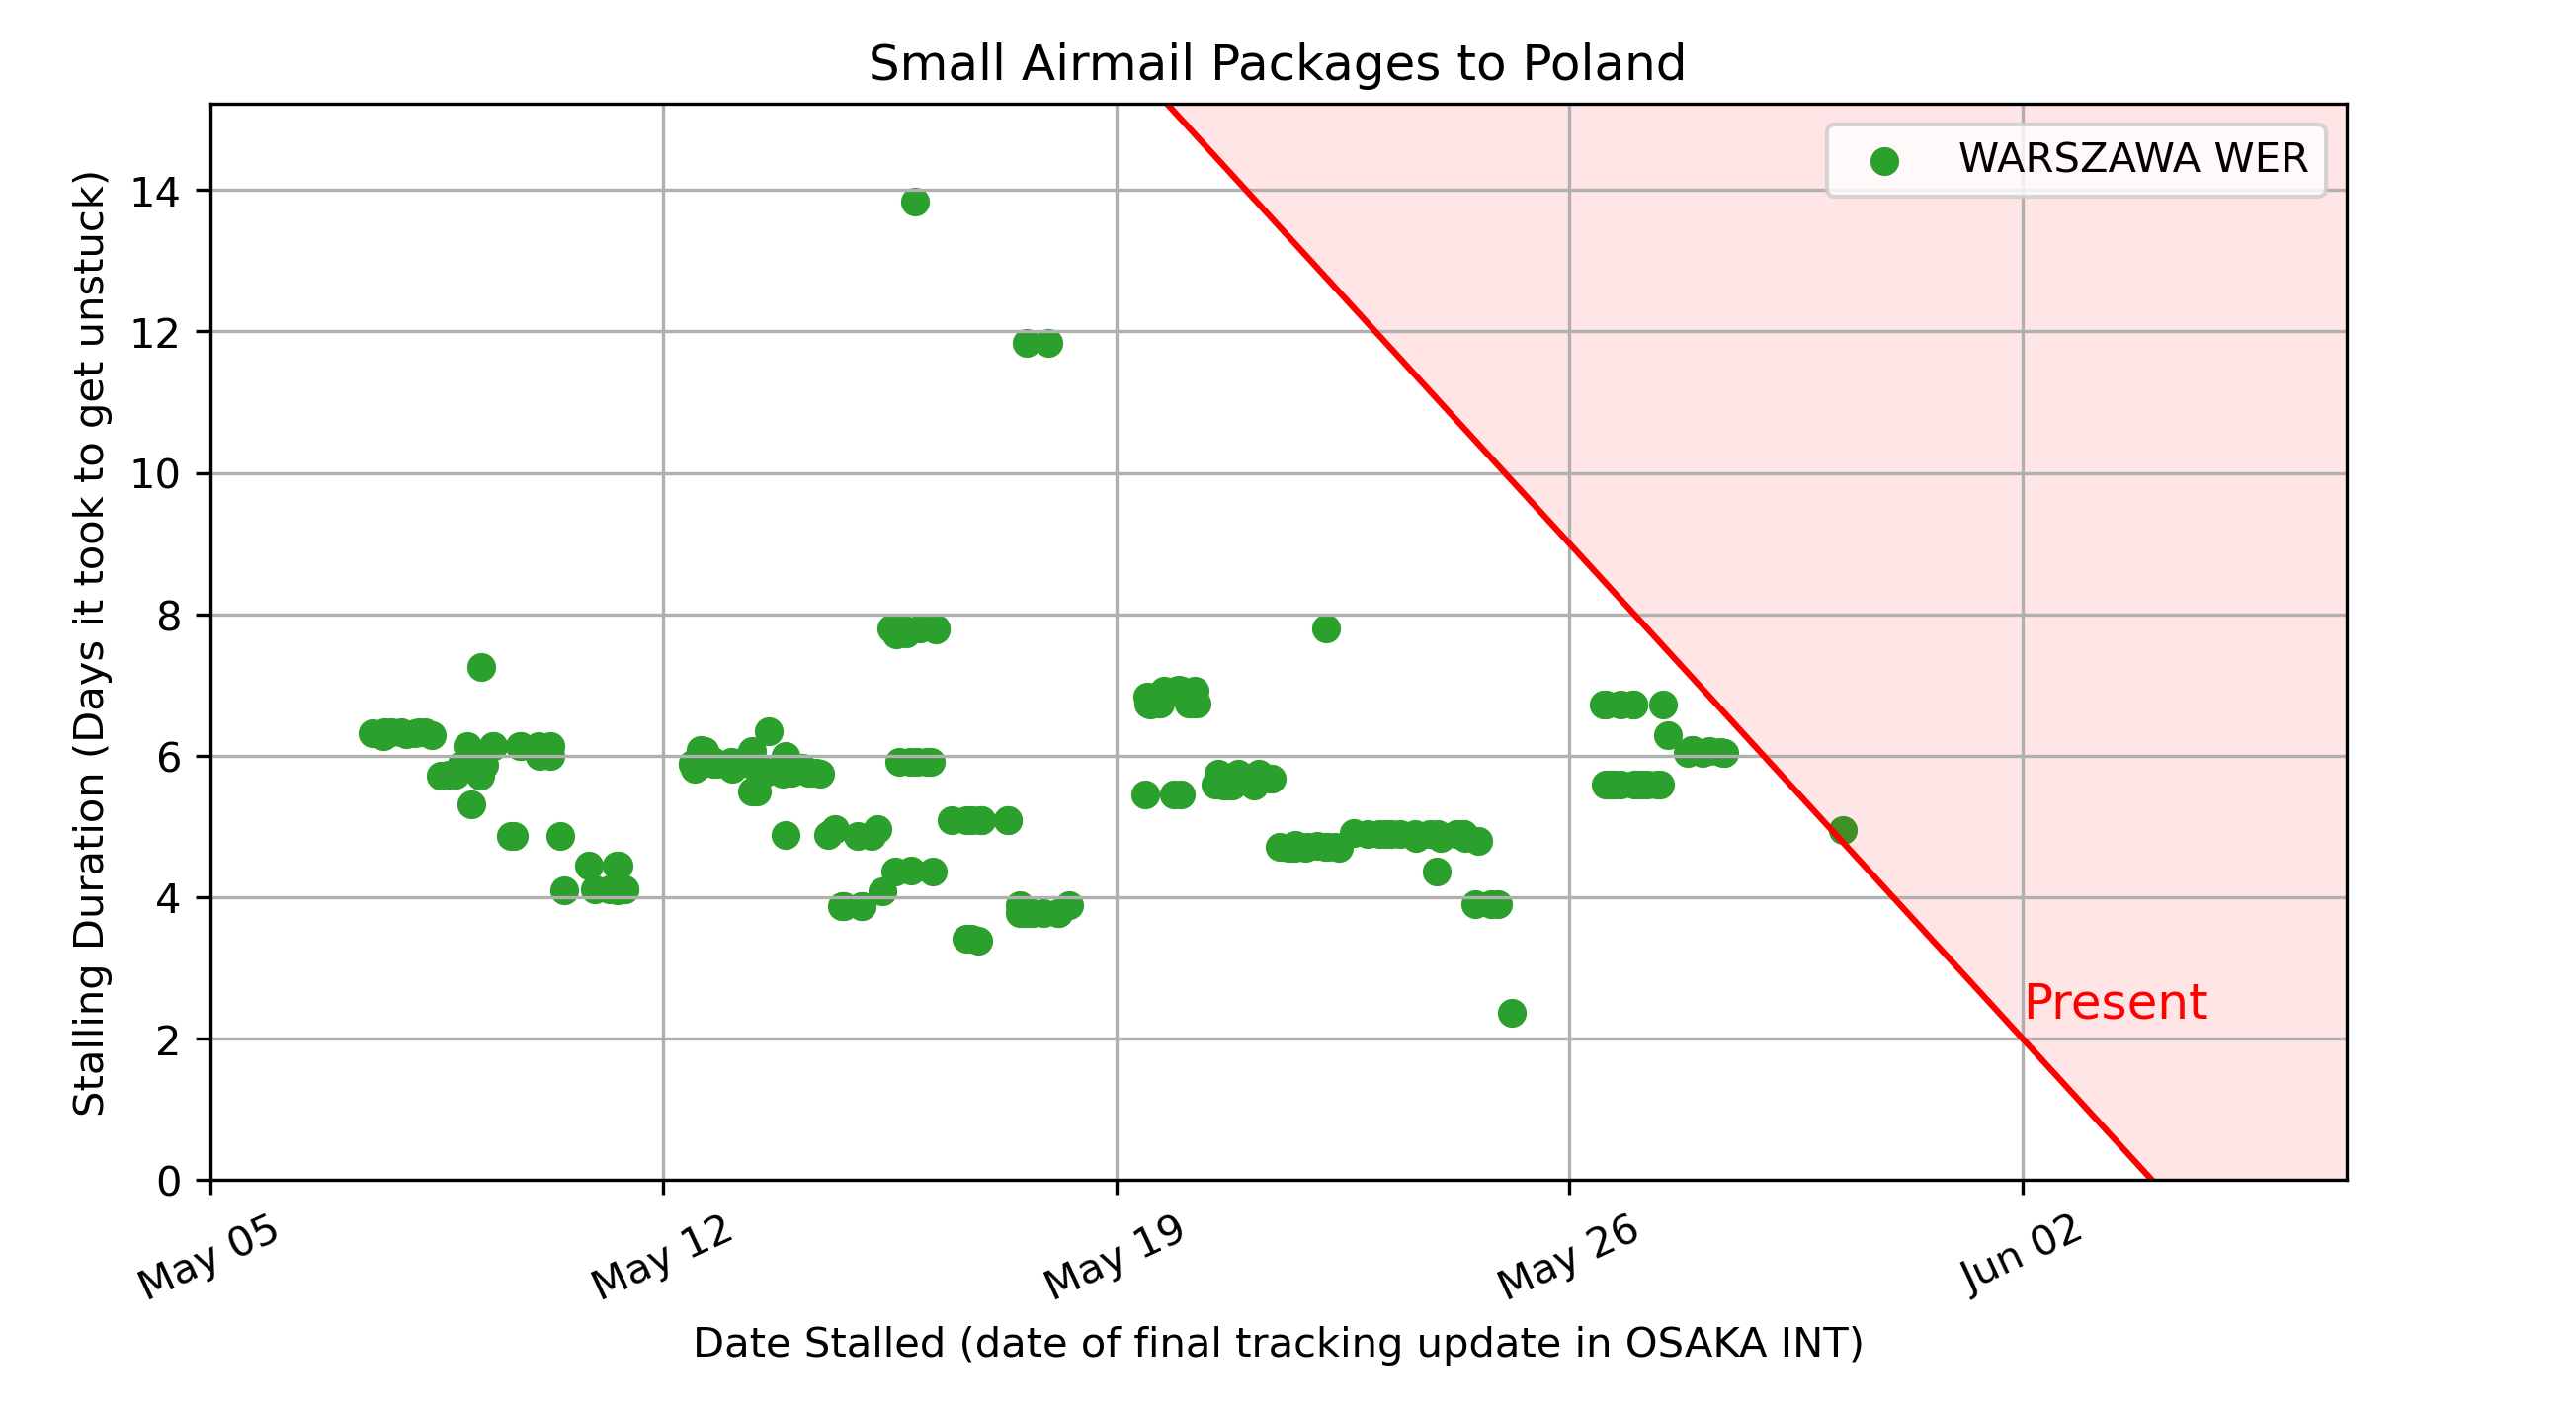 Small Airmail Packages to Poland
WARSZAWA WER
Stalling Duration (Days it took to get unstuck)
14
12
10
8
6
4
2
0
Present
May 05
May 12
May 19
May 26
Jun 02
Date Stalled (date of final tracking update in OSAKA INT)